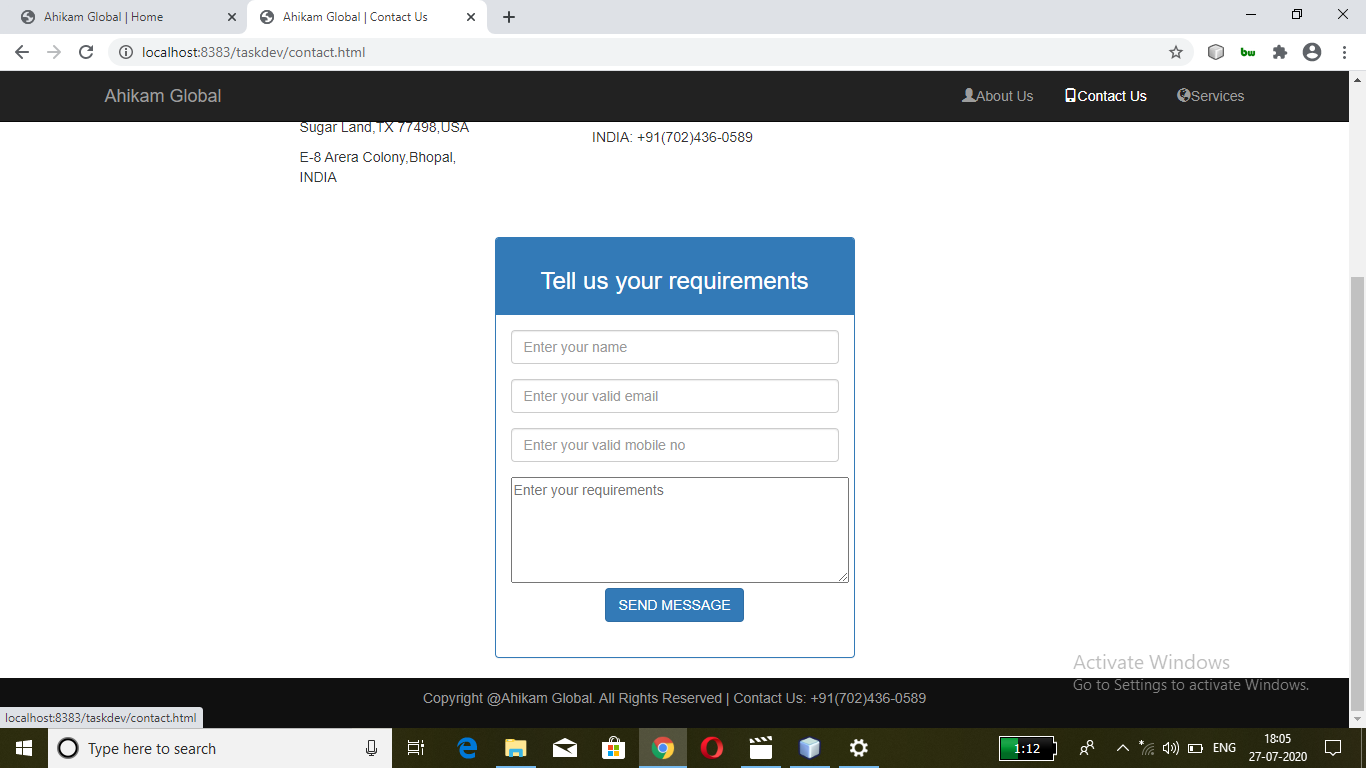 Ahikam Global | Home
Ahikam Global | Contact Us
localhost:8383/taskdev/contact.html
bw
Ahikam Global
About Us
Contact Us
Services
Sugar Land,TX 77498,USA
INDIA: +91(702)436-0589
E-8 Arera Colony,Bhopal,
INDIA
Tell us your requirements
Enter your name
Enter your valid email
Enter your valid mobile no
Enter your requirements
SEND MESSAGE
Activate Windows
Go to Settings to activate Windows.
Copyright @Ahikam Global. All Rights Reserved | Contact Us: +91(702)436-0589
localhost:8383/taskdev/contact.html
Type here to search
1:12
ENG
18:05
27-07-2020